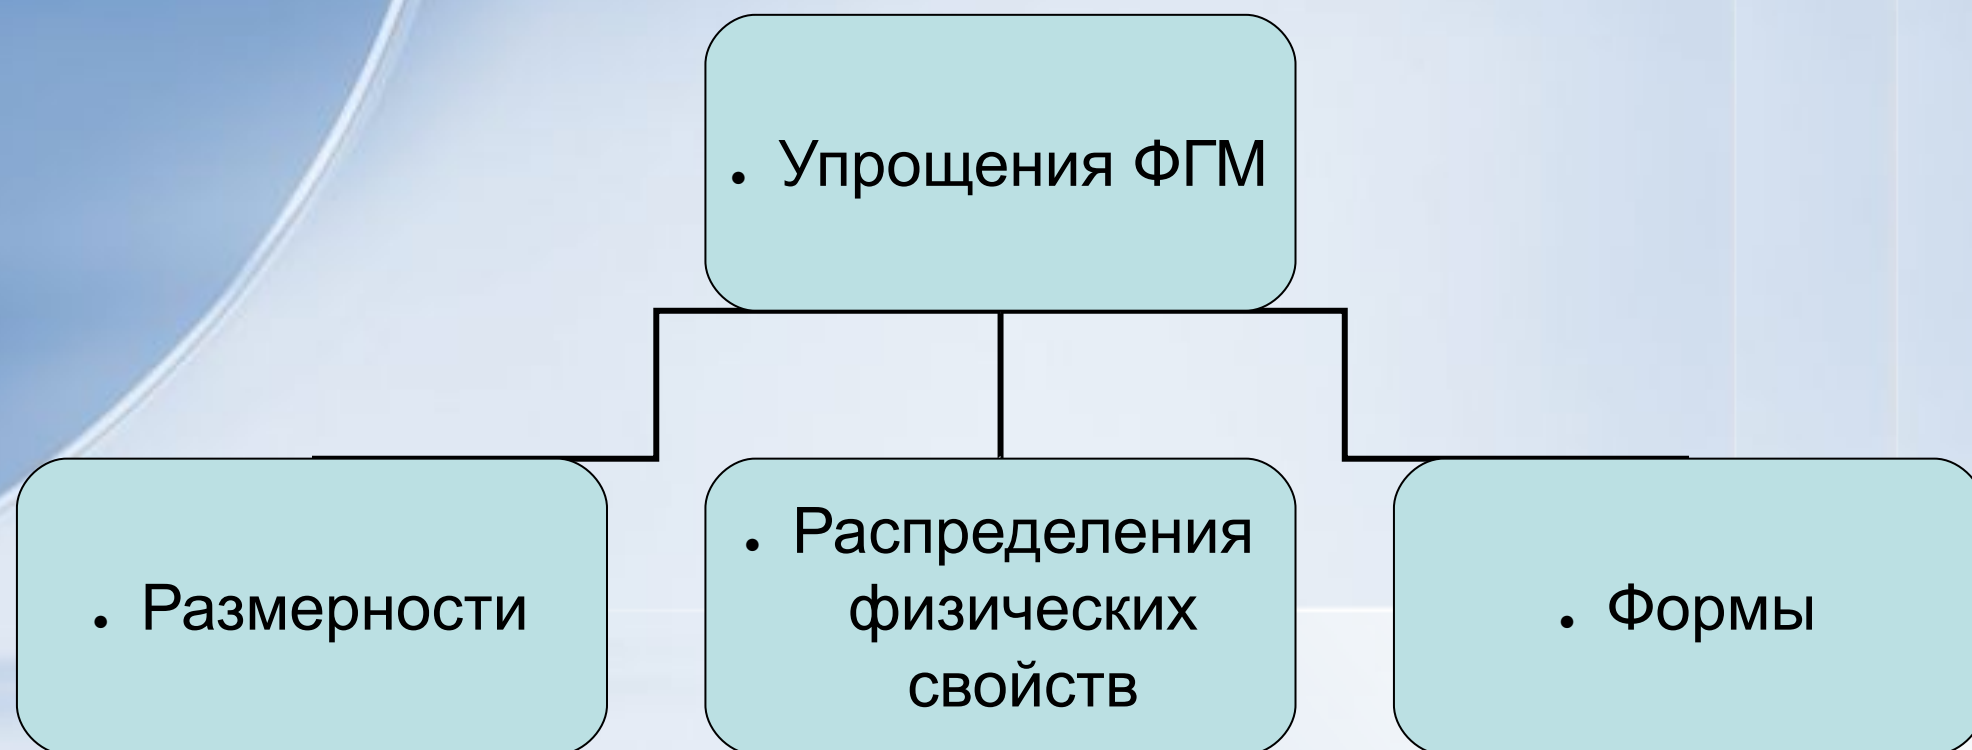 • Упрощения ФГМ
• Размерности
• Распределения
физических
свойств
• Формы